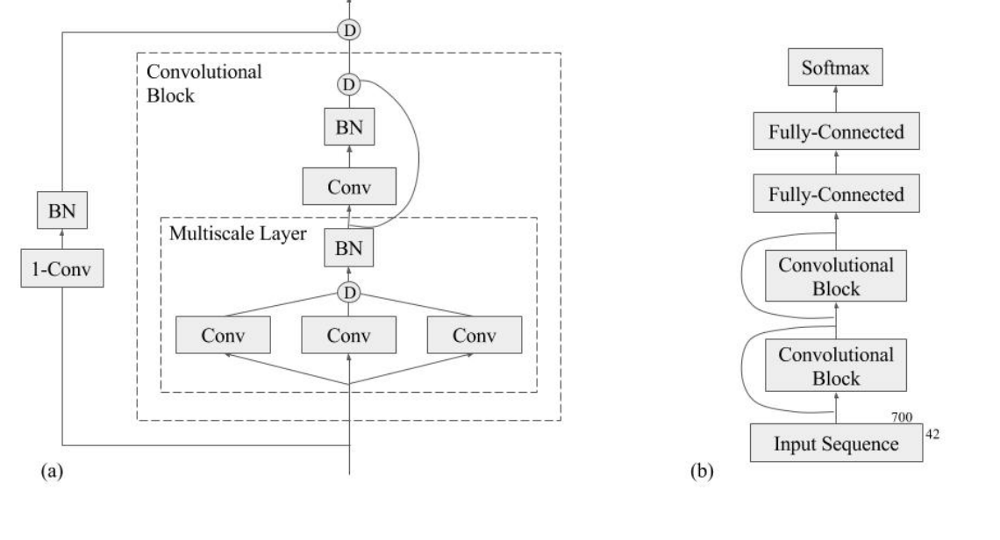 D
Convolutional
Block
D
BN
Conv
Multiscale Layer
BN
D
Conv Conv Conv
BN
1-Conv
(a)
Softmax
Fully-Connected
Fully-Connected
Convolutional
Block
Convolutional
Block
700
42
Input Sequence
(b)